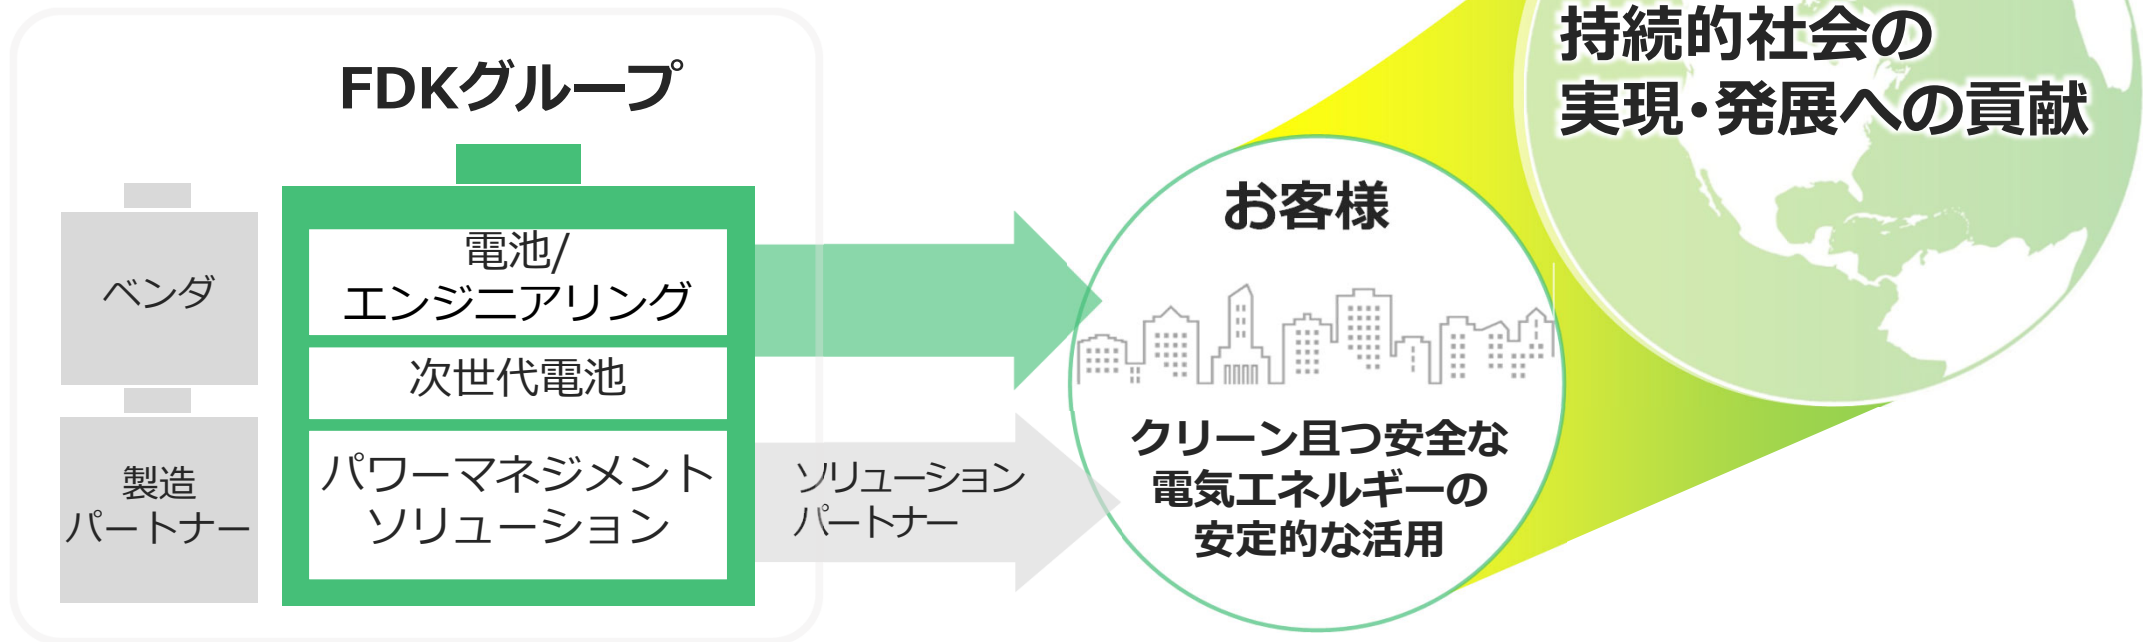 FDKグループ
ベンダ
製造
パートナー
電池/
エンジニアリング
次世代電池
パワーマネジメント
ソリューション
ソリューション
パートナー
お客様
クリーン且つ安全な
電気エネルギーの
安定的な活用
持続的社会の
実現・発展への貢献